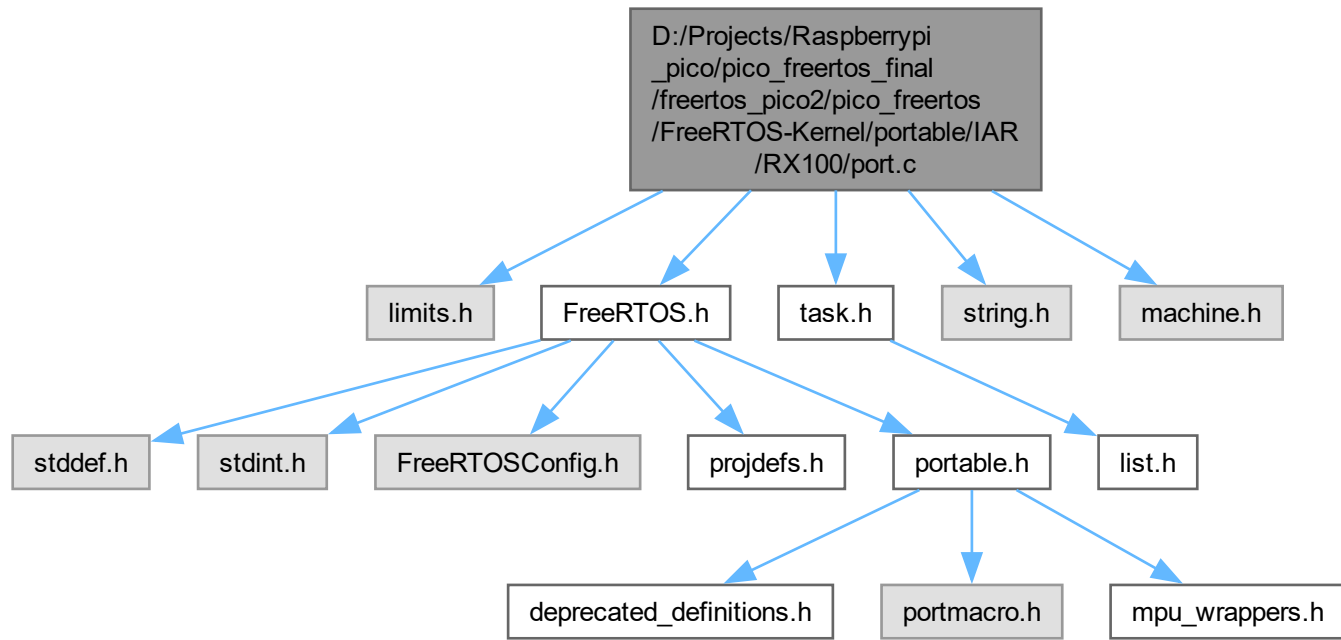 D:/Projects/Raspberrypi
_pico/pico_freertos_final
/freertos_pico2/pico_freertos
/FreeRTOS-Kernel/portable/IAR
/RX100/port.c
limits.h
FreeRTOS.h
task.h
string.h
machine.h
stddef.h
stdint.h
FreeRTOSConfig.h
projdefs.h
portable.h
list.h
deprecated_definitions.h
portmacro.h
mpu_wrappers.h